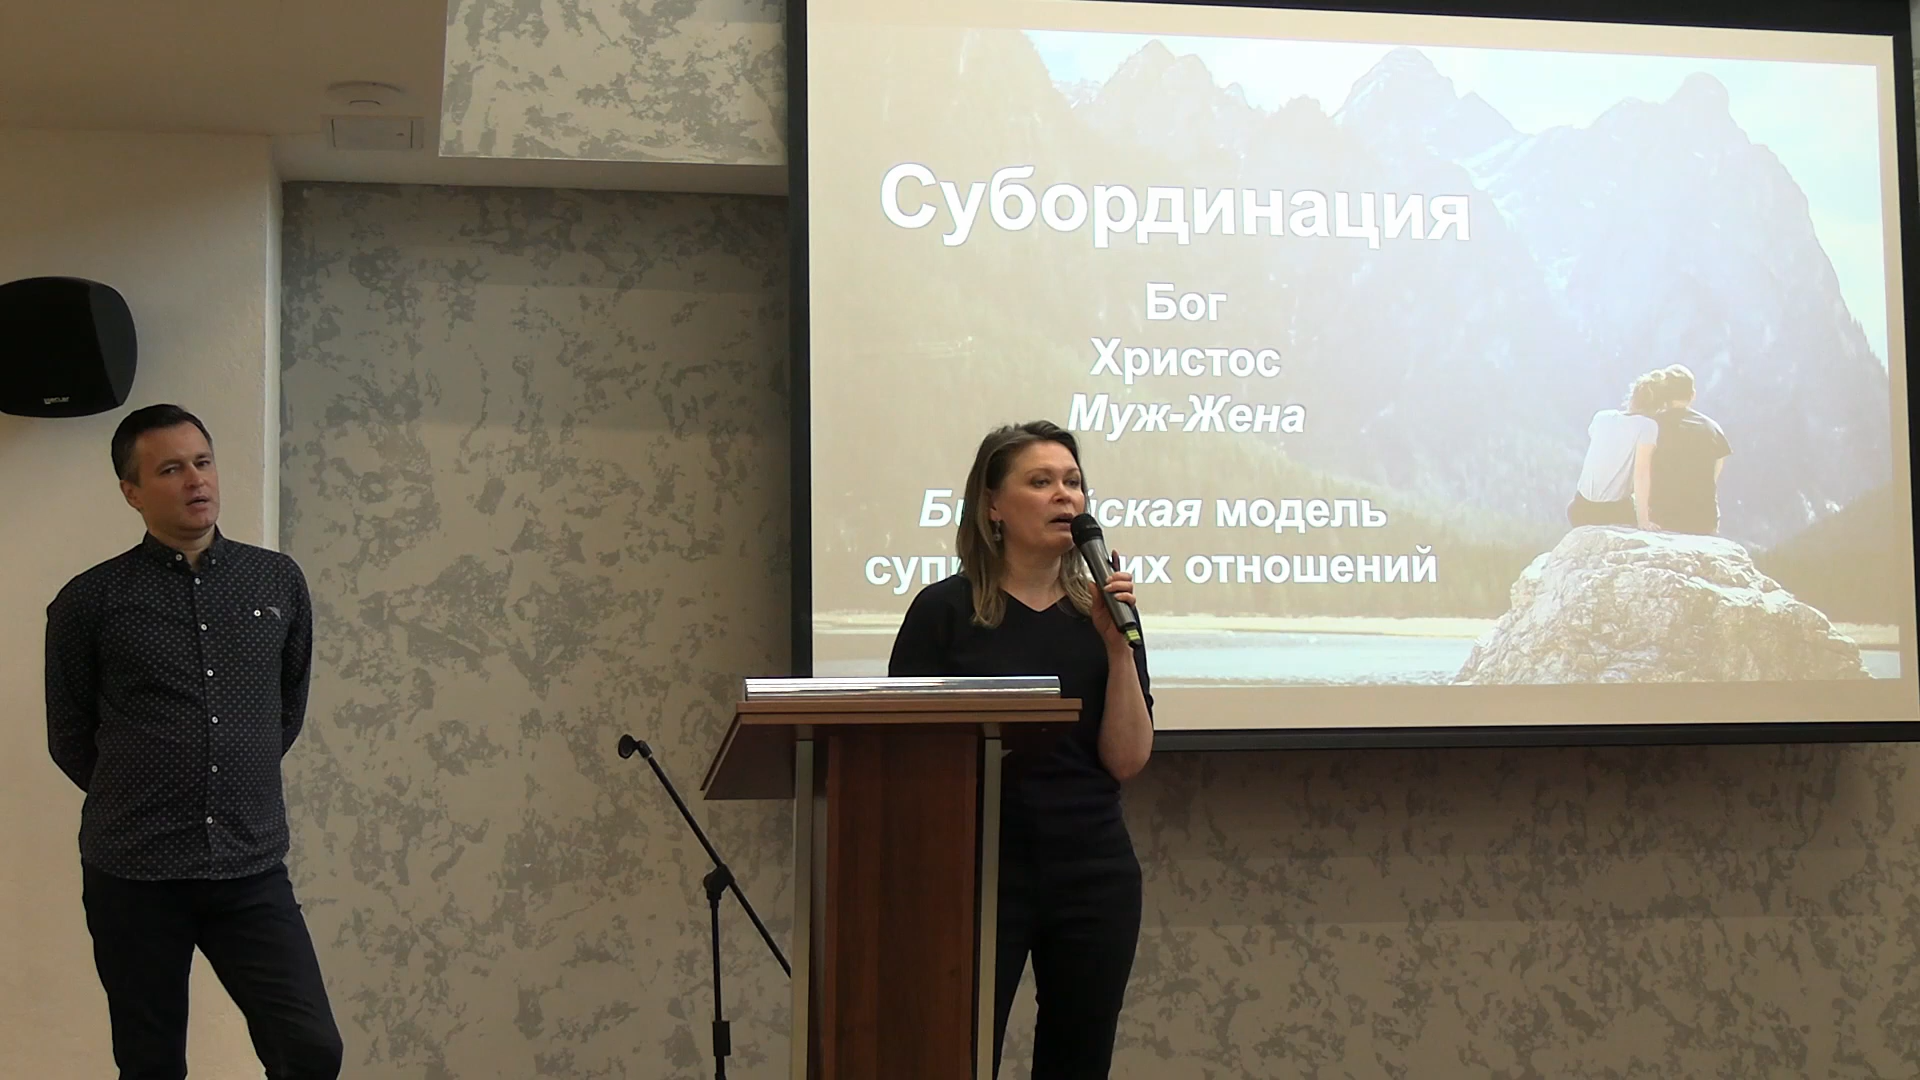 Субординация
Бог
Христос
Муж-Жена
модель
отношений